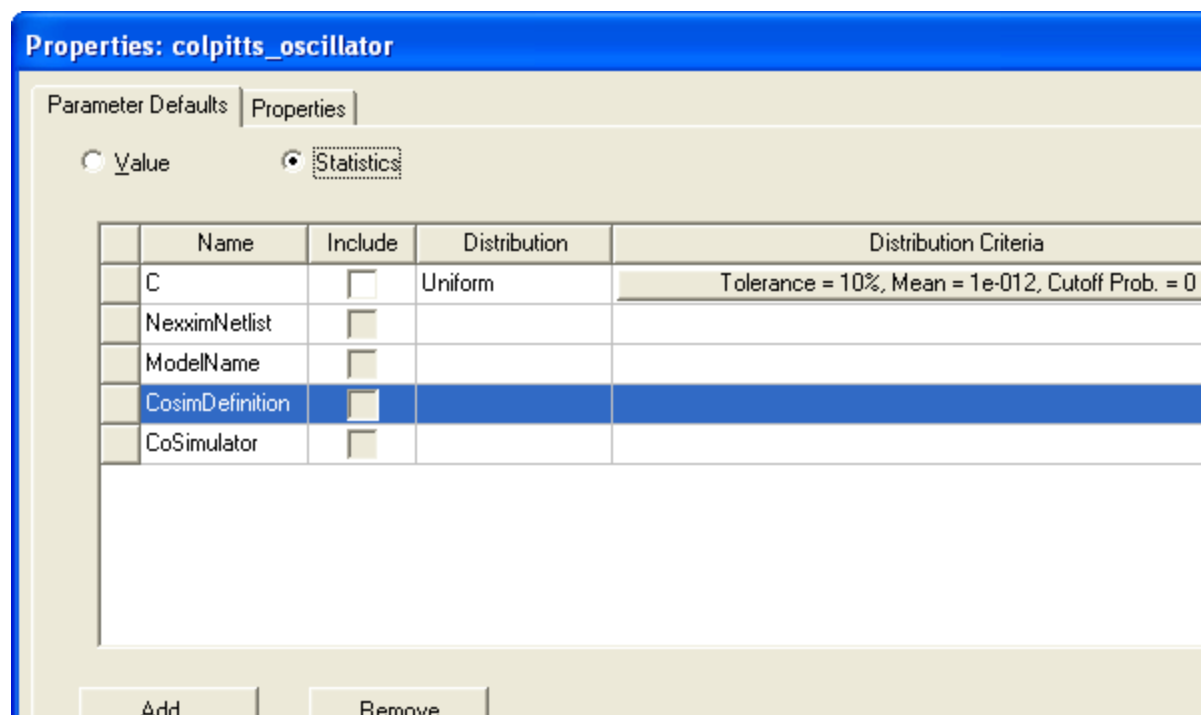 Properties: colpitts_oscillator
Parameter Defaults Properties
Value Statistics
Name Include Distribution Distribution Criteria
C Uniform Tolerance = 10%, Mean = 1e-012, Cutoff Prob. = 0
NexximNetlist
ModelName
CosimDefinition
CoSimulator
Add Remove